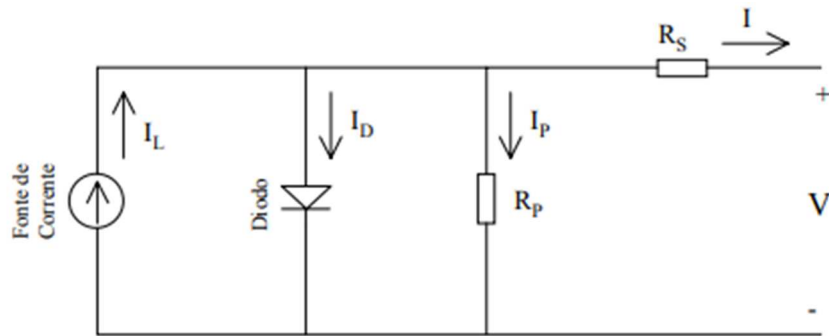 R_S
I
+
I_L
I_D
I_P
Fonte de
Corrente
Diodo
R_P
V
-